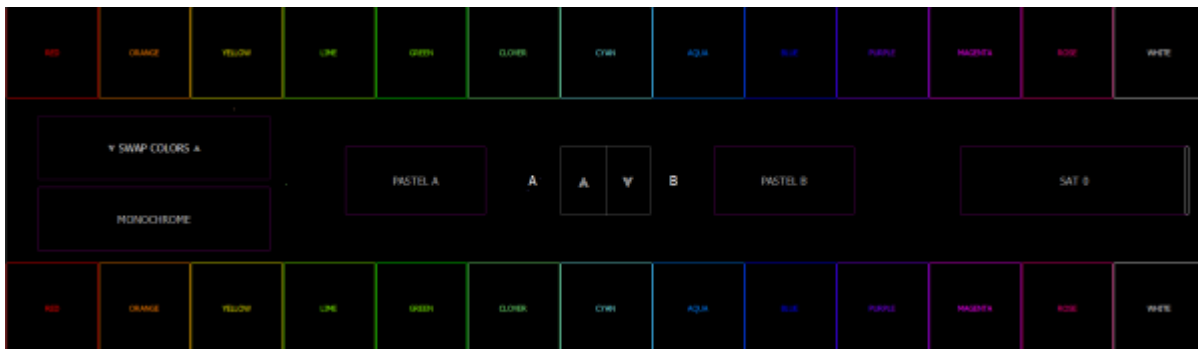 RED ORANGE YELLOW LIME GREEN CLOVER CYAN AQUA BLUE PURPLE MAGENTA ROSE WHITE
▼ SWAP COLORS ▲
PASTEL A A ▲ ▼ B PASTEL B SAT 0
MONOCHROME
RED ORANGE YELLOW LIME GREEN CLOVER CYAN AQUA BLUE PURPLE MAGENTA ROSE WHITE